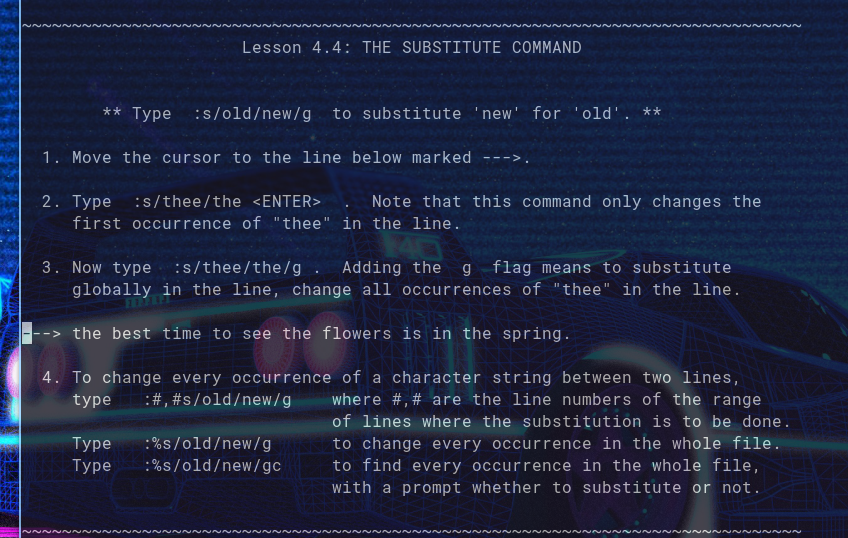 ~~~~~~~~~~~~~~~~~~~~~~~~~~~~~~~~~~~~~~~~~~~~~~~~~~~~~~~~~~~~~~~~~~~~~~~~~~~~~~
Lesson 4.4: THE SUBSTITUTE COMMAND
** Type  :s/old/new/g  to substitute 'new' for 'old'. **
1. Move the cursor to the line below marked --->.
2. Type  :s/thee/the <ENTER>  .  Note that this command only changes the
first occurrence of "thee" in the line.
3. Now type  :s/thee/the/g .  Adding the  g  flag means to substitute
globally in the line, change all occurrences of "thee" in the line.
---> the best time to see the flowers is in the spring.
4. To change every occurrence of a character string between two lines,
type   :#,#s/old/new/g    where #,# are the line numbers of the range
of lines where the substitution is to be done.
Type   :%s/old/new/g      to change every occurrence in the whole file.
Type   :%s/old/new/gc     to find every occurrence in the whole file,
with a prompt whether to substitute or not.
~~~~~~~~~~~~~~~~~~~~~~~~~~~~~~~~~~~~~~~~~~~~~~~~~~~~~~~~~~~~~~~~~~~~~~~~~~~~~~